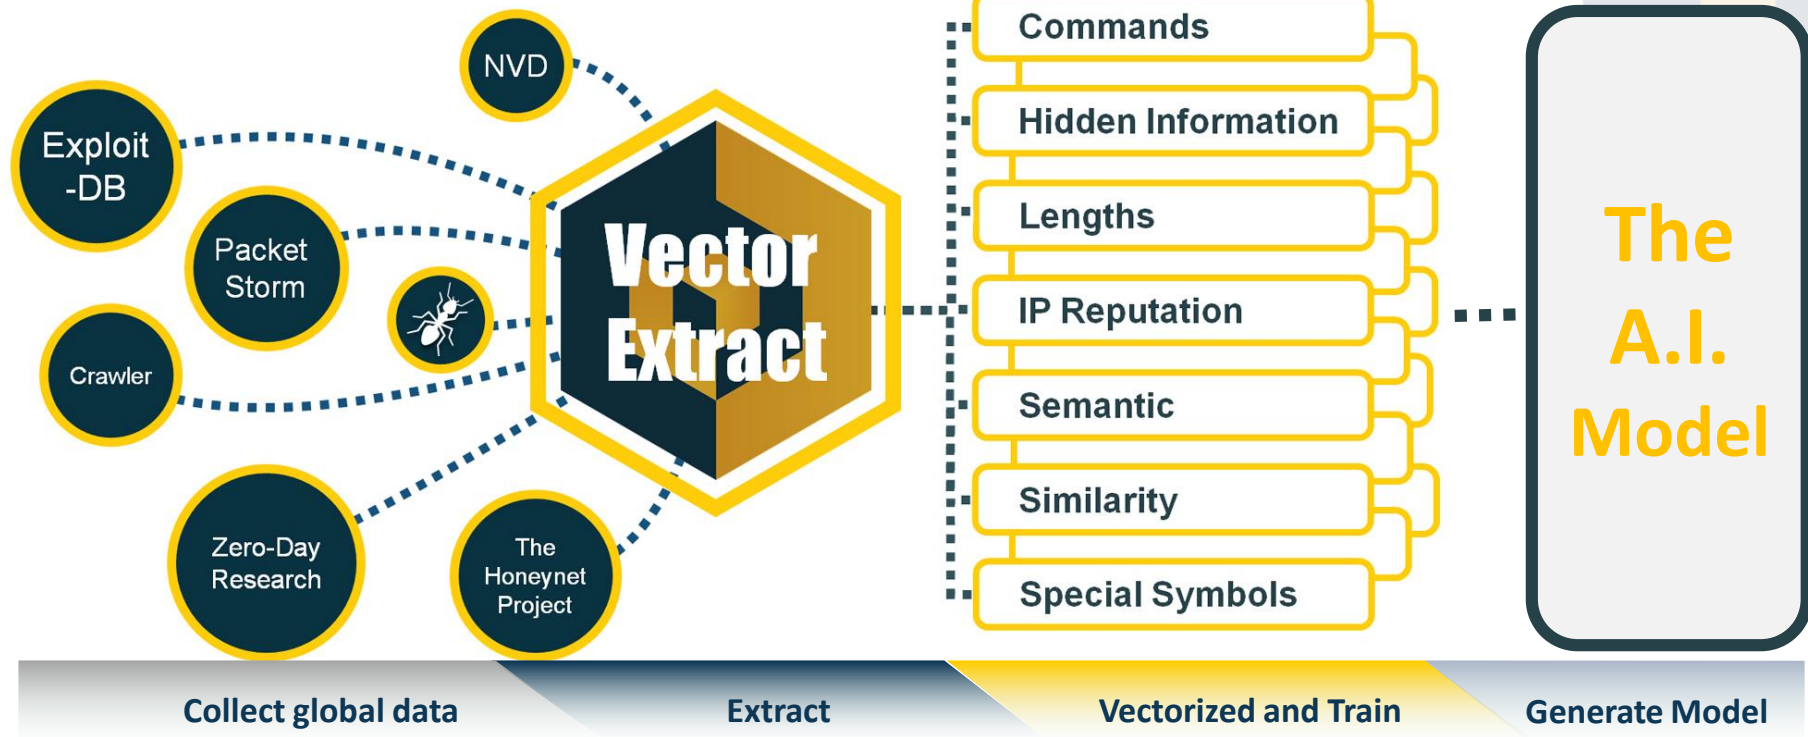 NVD
Exploit
-DB
Packet
Storm
Crawler
Zero-Day
Research
The
Honeynet
Project
Vector
Extract
Commands
Hidden Information
Lengths
IP Reputation
Semantic
Similarity
Special Symbols
The
A.I.
Model
Collect global data
Extract
Vectorized and Train
Generate Model